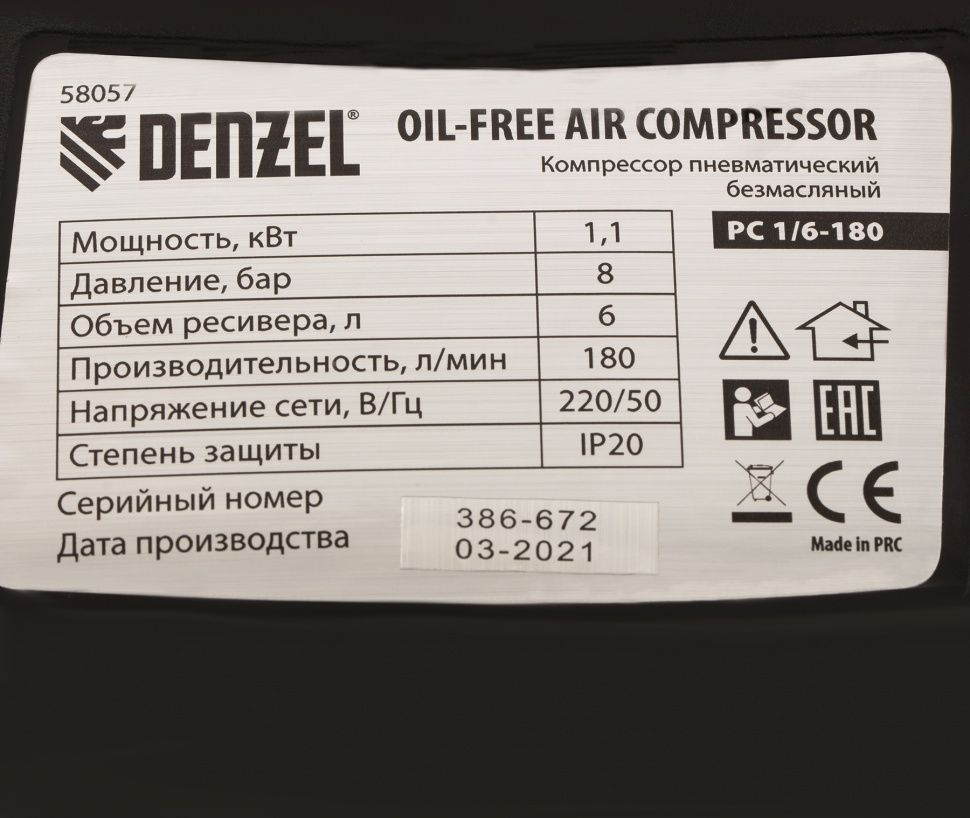 58057
DENZEL®
OIL-FREE AIR COMPRESSOR
Компрессор пневматический
безмасляный
PC 1/6-180
Мощность, кВт 1,1
Давление, бар 8
Объем ресивера, л 6
Производительность, л/мин 180
Напряжение сети, В/Гц 220/50
Степень защиты IP20
Серийный номер 386-672
Дата производства 03-2021
EAC
CE
Made in PRC